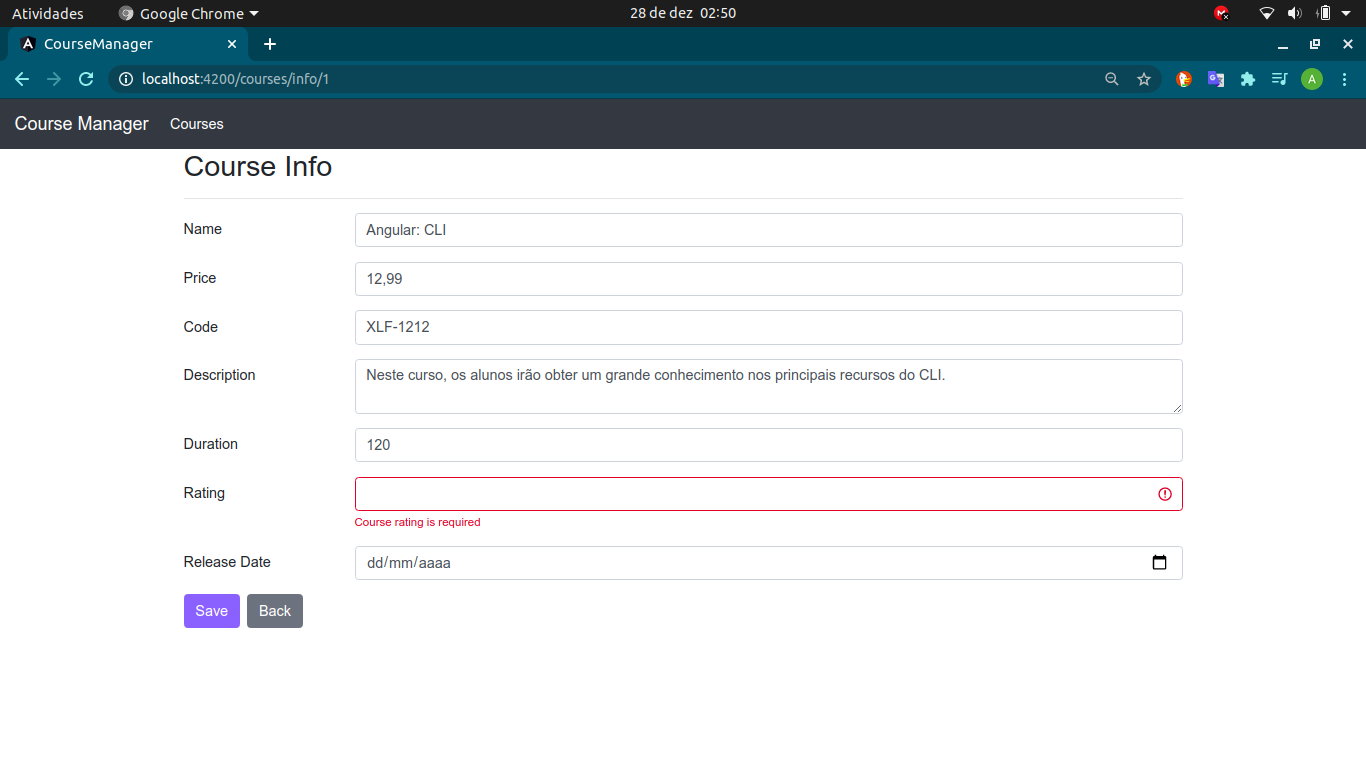 Atividades Google Chrome 28 de dez 02:50
CourseManager
localhost:4200/courses/info/1 A
Course Manager Courses
Course Info
Name Angular: CLI
Price 12,99
Code XLF-1212
Description Neste curso, os alunos irão obter um grande conhecimento nos principais recursos do CLI.
Duration 120
Rating
Course rating is required
Release Date dd/mm/aaaa
Save Back